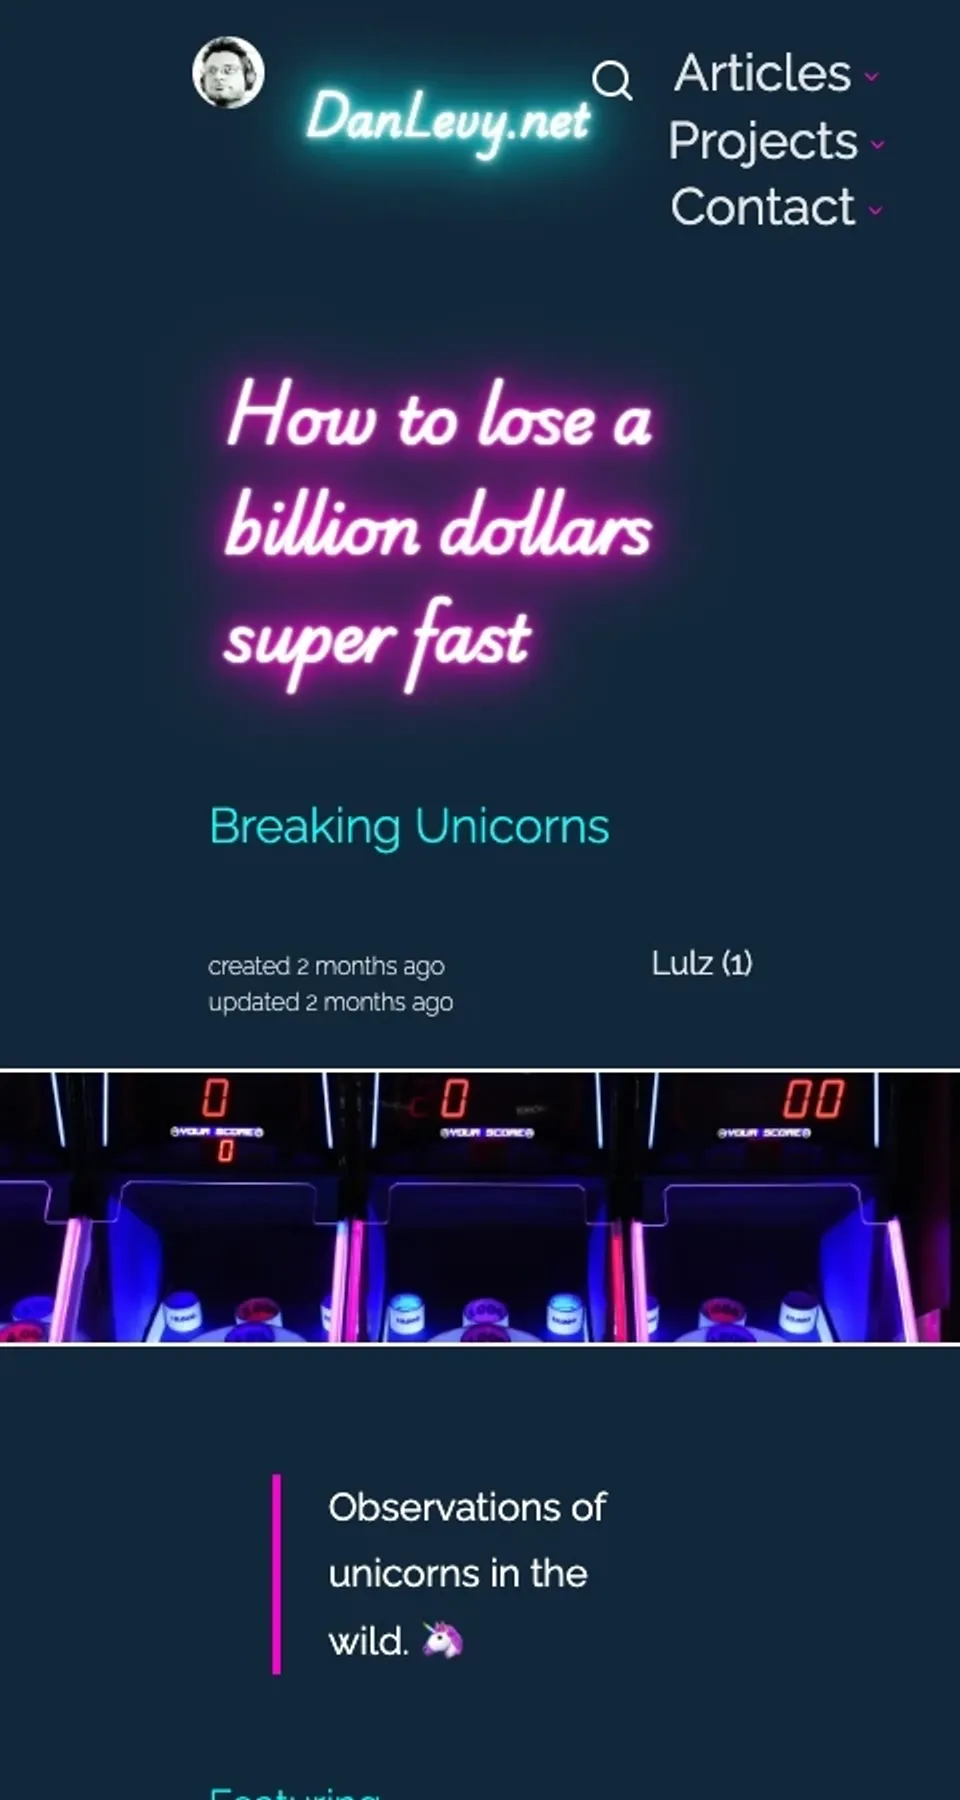 DanLevy.net
Articles
Projects
Contact
How to lose a
billion dollars
super fast
Breaking Unicorns
created 2 months ago
updated 2 months ago
Lulz (1)
0
0
00
YOUR SCORE
YOUR SCORE
YOUR SCORE
0
Observations of
unicorns in the
wild. 🦄
Featuring